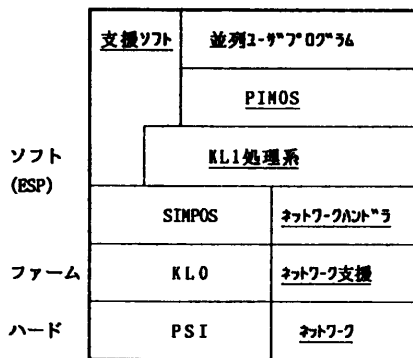 支援ソフト 並列ユーザプログラム
PIMOS
KL1処理系
ソフト
(ESP)
SIMPOS ネットワークハンドラ
ファーム KL0 ネットワーク支援
ハード PSI ネットワーク